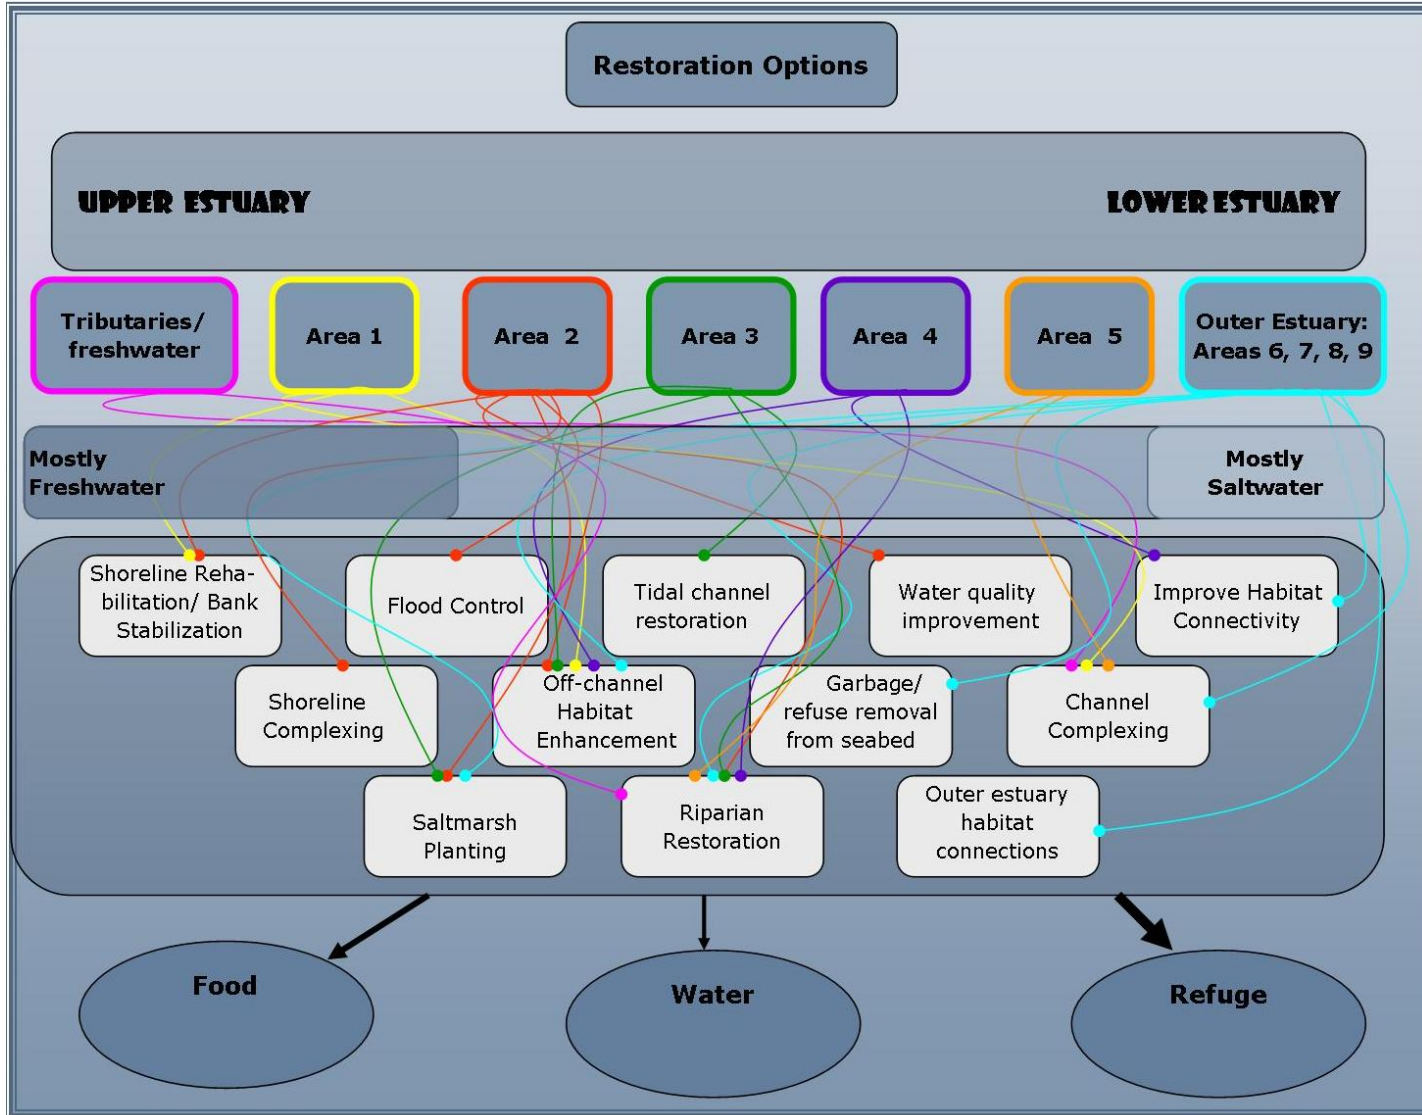 Restoration Options
UPPER ESTUARY
LOWER ESTUARY
Tributaries/
freshwater
Area 1
Area 2
Area 3
Area 4
Area 5
Outer Estuary:
Areas 6, 7, 8, 9
Mostly
Freshwater
Mostly
Saltwater
Shoreline Reha-
bilitation/ Bank
Stabilization
Flood Control
Tidal channel
restoration
Water quality
improvement
Improve Habitat
Connectivity
Shoreline
Complexing
Off-channel
Habitat
Enhancement
Garbage/
refuse removal
from seabed
Channel
Complexing
Saltmarsh
Planting
Riparian
Restoration
Outer estuary
habitat
connections
Food
Water
Refuge